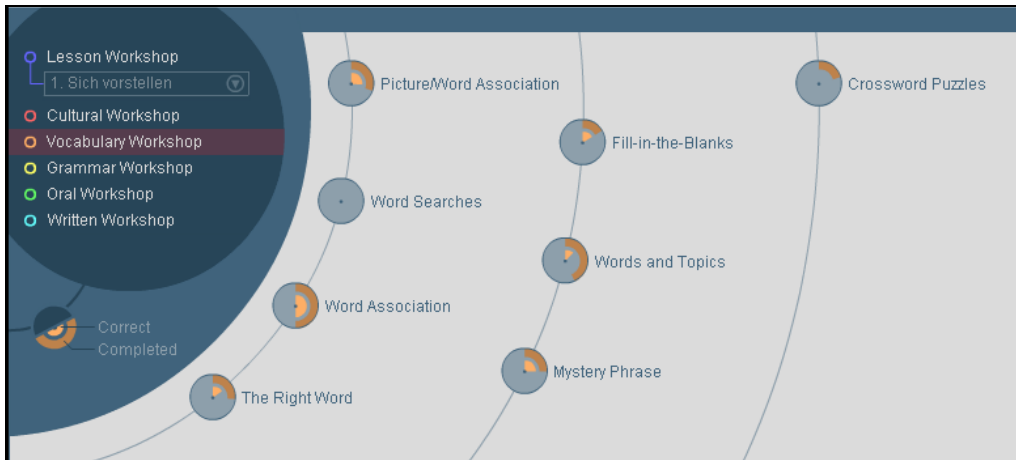 Lesson Workshop
1. Sich vorstellen
Cultural Workshop
Vocabulary Workshop
Grammar Workshop
Oral Workshop
Written Workshop
Correct
Completed
Picture/Word Association
Word Searches
Word Association
The Right Word
Fill-in-the-Blanks
Words and Topics
Mystery Phrase
Crossword Puzzles